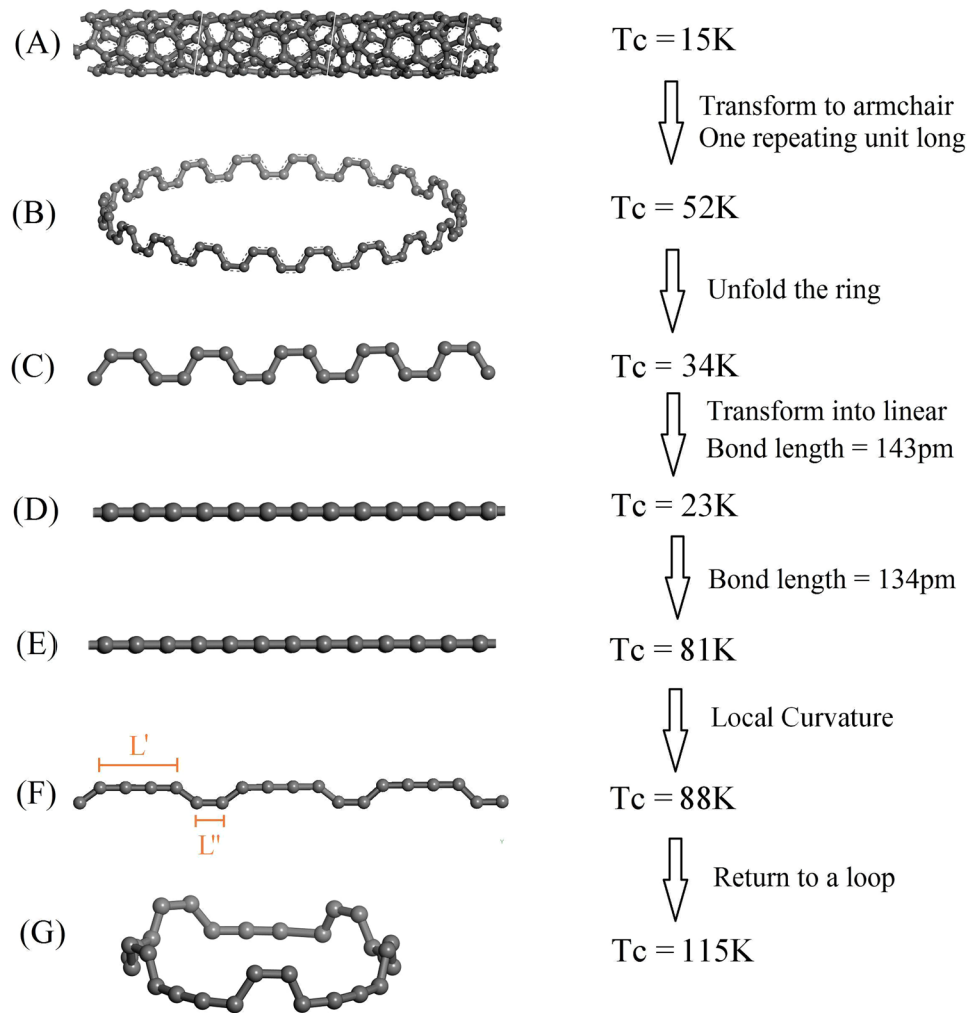 (A)
Tc = 15K
Transform to armchair
One repeating unit long
(B)
Tc = 52K
Unfold the ring
(C)
Tc = 34K
Transform into linear
Bond length = 143pm
(D)
Tc = 23K
Bond length = 134pm
(E)
Tc = 81K
Local Curvature
L'
(F)
Tc = 88K
L"
Return to a loop
(G)
Tc = 115K